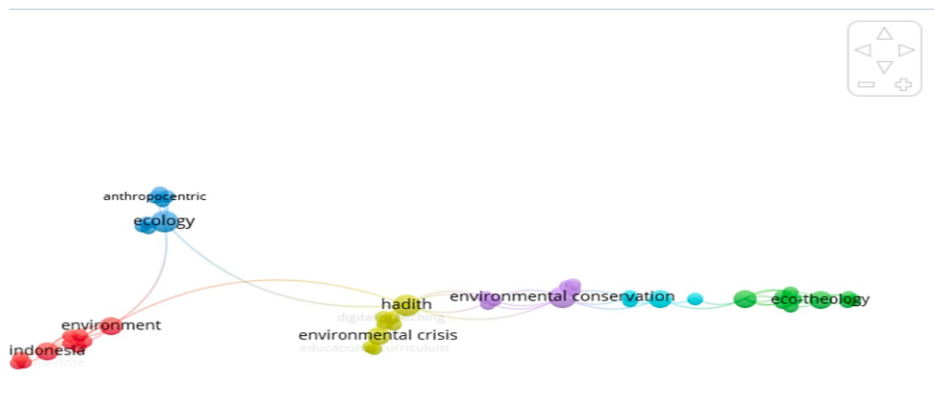 anthropocentric
ecology
environmental conservation
eco-theology
hadith
environment
environmental crisis
indonesia